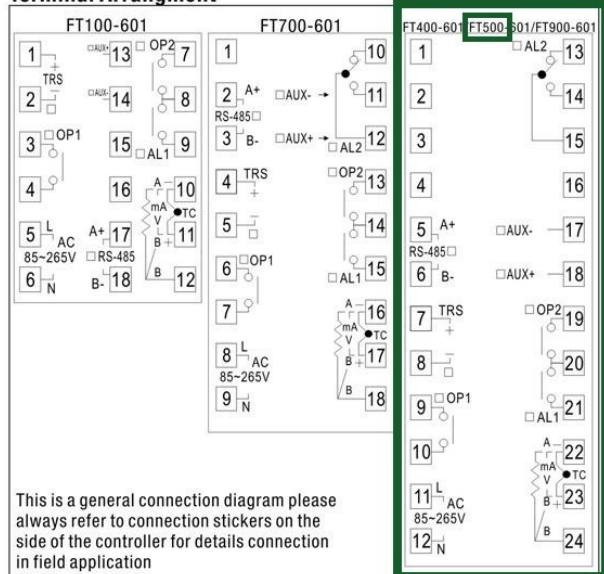 Terminal Arrangment
FT100-601
1
+
TRS
2
-
3
OP1
4
5 L
AC
85~265V
6 N
AUX+ 13
AUX- 14
15
16
A+ 17
RS-485
B- 18
OP2 7
8
9
AL1
A 10
mA
V
TC
11
B +
B 12
FT700-601
1
2 A+
RS-485
3 B-
4 TRS
+
5 -
6
OP1
7
8 L
AC
85~265V
9 N
10
AUX- → 11
AUX+ → 12
AL2
OP2 13
14
15
AL1
A - 16
mA
V
TC
B + 17
B 18
FT400-601/FT500-601/FT900-601
1
2
3
4
5 A+
RS-485
6 B-
7 TRS
+
8 -
9
OP1
10
11 L
AC
85~265V
12 N
AL2 13
14
15
16
AUX- 17
AUX+ 18
OP2 19
20
21
AL1
A - 22
mA
V
TC
B + 23
B 24
This is a general connection diagram please
always refer to connection stickers on the
side of the controller for details connection
in field application